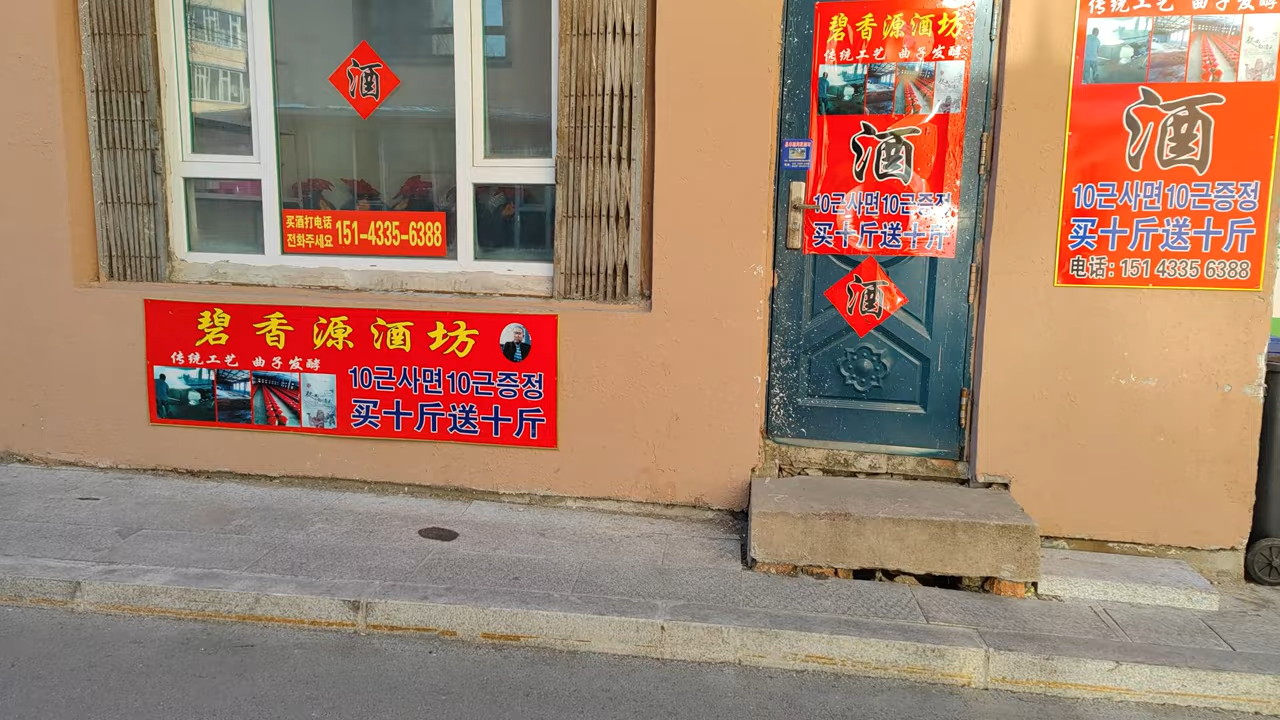 酒
买酒打电话
전화주세요
151-4335-6388
碧香源酒坊
传统工艺 曲子发酵
10근사면10근증정
买十斤送十斤
碧香源酒坊
传统工艺 曲子发酵
酒
10근사면10근증정
买十斤送十斤
酒
传统工艺 曲子发酵
酒
10근사면10근증정
买十斤送十斤
电话：151 4335 6388